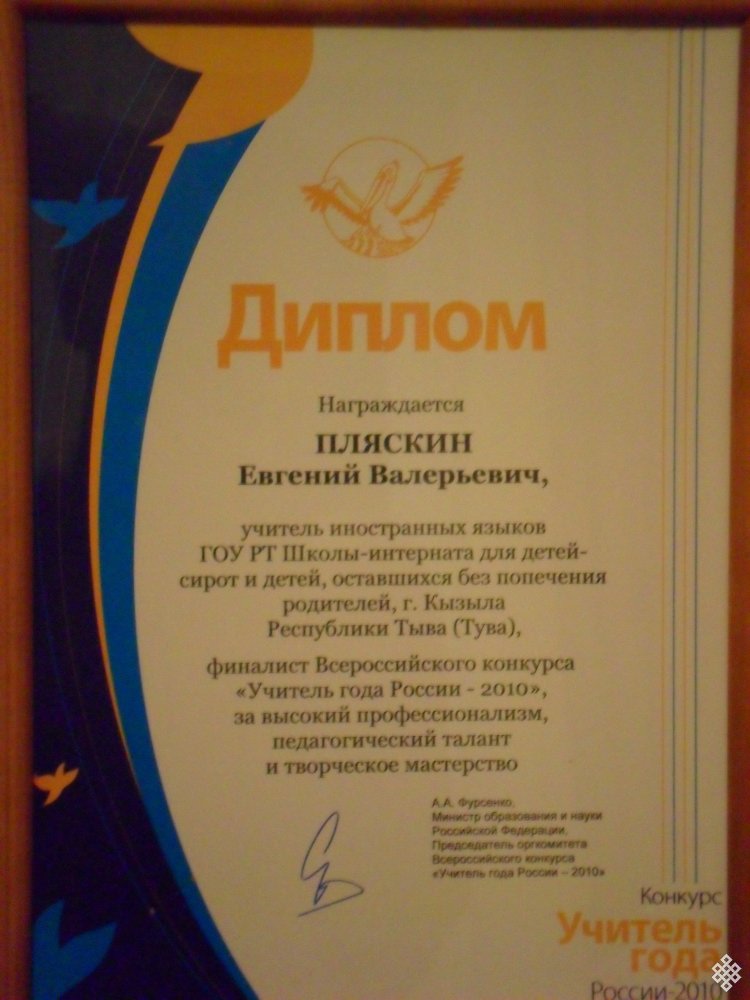 Диплом
Награждается
ПЛЯСКИН
Евгений Валерьевич,
учитель иностранных языков
ГОУ РТ Школы-интерната для детей-
сирот и детей, оставшихся без попечения
родителей, г. Кызыла
Республики Тыва (Тува),
финалист Всероссийского конкурса
«Учитель года России - 2010»,
за высокий профессионализм,
педагогический талант
и творческое мастерство
А.А. Фурсенко,
Министр образования и науки
Российской Федерации,
Председатель оргкомитета
Всероссийского конкурса
«Учитель года России – 2010»
Конкурс
Учитель
года
России-2010